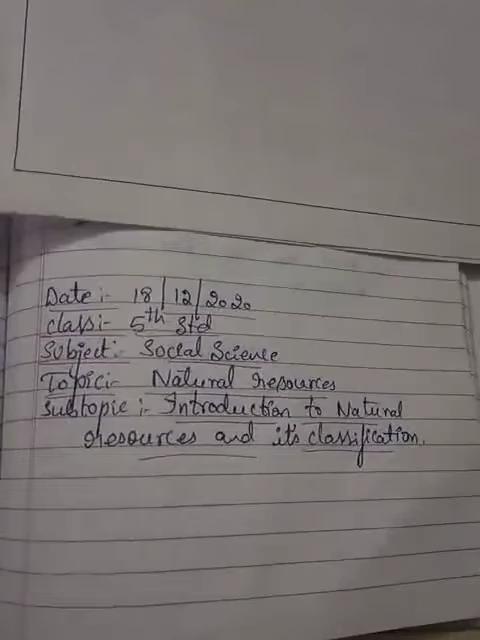 Date:- 18/12/2020
class:- 5th Std
Subject:- Social Science
Topic:- Natural resources
Subtopic:- Introduction to Natural
resources and it's classification.